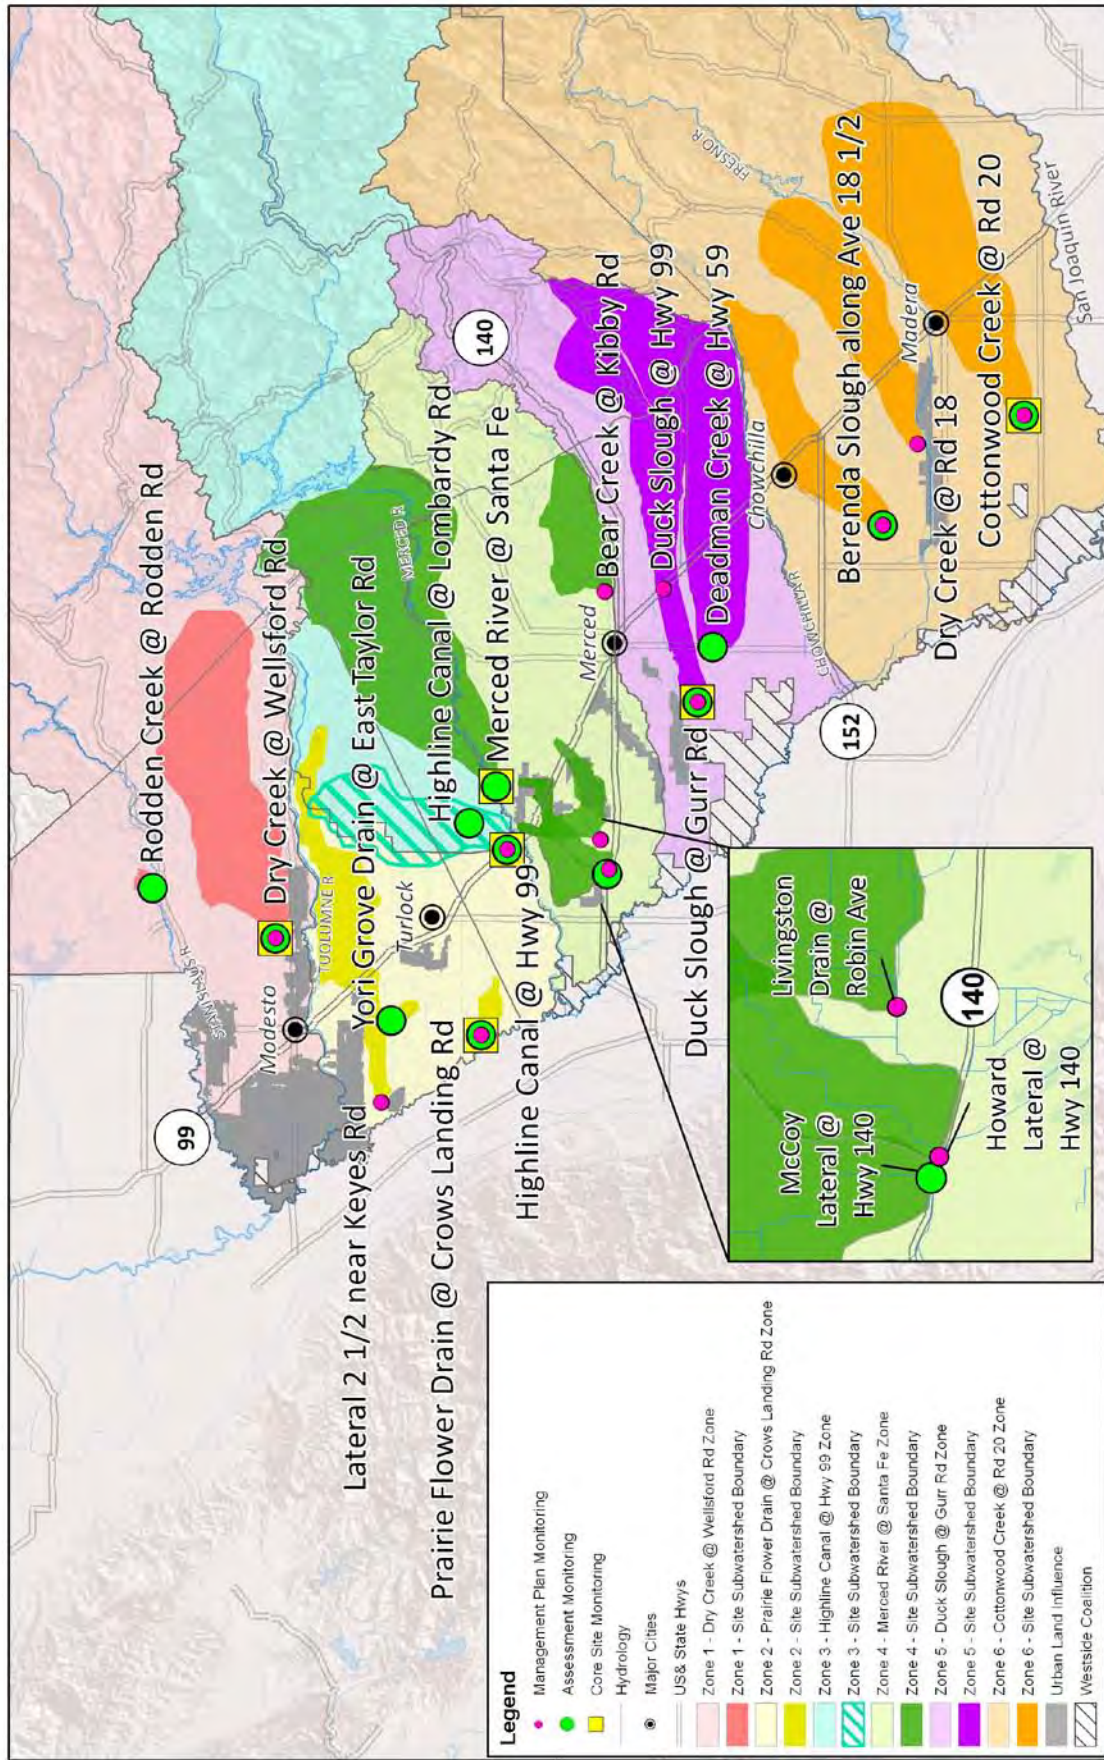 Rodden Creek @ Rodden Rd
STANISLAUS R
99
Dry Creek @ Wellsford Rd
Modesto
TUOLUMNE R
Lateral 2 1/2 near Keyes Rd
Yori Grove Drain @ East Taylor Rd
Turlock
Highline Canal @ Lombardy Rd
MERCED R
140
Prairie Flower Drain @ Crows Landing Rd
Merced River @ Santa Fe
Highline Canal @ Hwy 99
Bear Creek @ Kibby Rd
Merced
Duck Slough @ Hwy 99
Duck Slough @ Gurr Rd
Deadman Creek @ Hwy 59
FRESNO R
Chowchilla
CHOWCHILLA R
152
Berenda Slough along Ave 18 1/2
Madera
Dry Creek @ Rd 18
Cottonwood Creek @ Rd 20
San Joaquin River
McCoy
Lateral @
Hwy 140
Livingston
Drain @
Robin Ave
140
Howard
Lateral @
Hwy 140
Legend
Management Plan Monitoring
Assessment Monitoring
Core Site Monitoring
Hydrology
Major Cities
US& State Hwys
Zone 1 - Dry Creek @ Wellsford Rd Zone
Zone 1 - Site Subwatershed Boundary
Zone 2 - Prairie Flower Drain @ Crows Landing Rd Zone
Zone 2 - Site Subwatershed Boundary
Zone 3 - Highline Canal @ Hwy 99 Zone
Zone 3 - Site Subwatershed Boundary
Zone 4 - Merced River @ Santa Fe Zone
Zone 4 - Site Subwatershed Boundary
Zone 5 - Duck Slough @ Gurr Rd Zone
Zone 5 - Site Subwatershed Boundary
Zone 6 - Cottonwood Creek @ Rd 20 Zone
Zone 6 - Site Subwatershed Boundary
Urban Land Influence
Westside Coalition